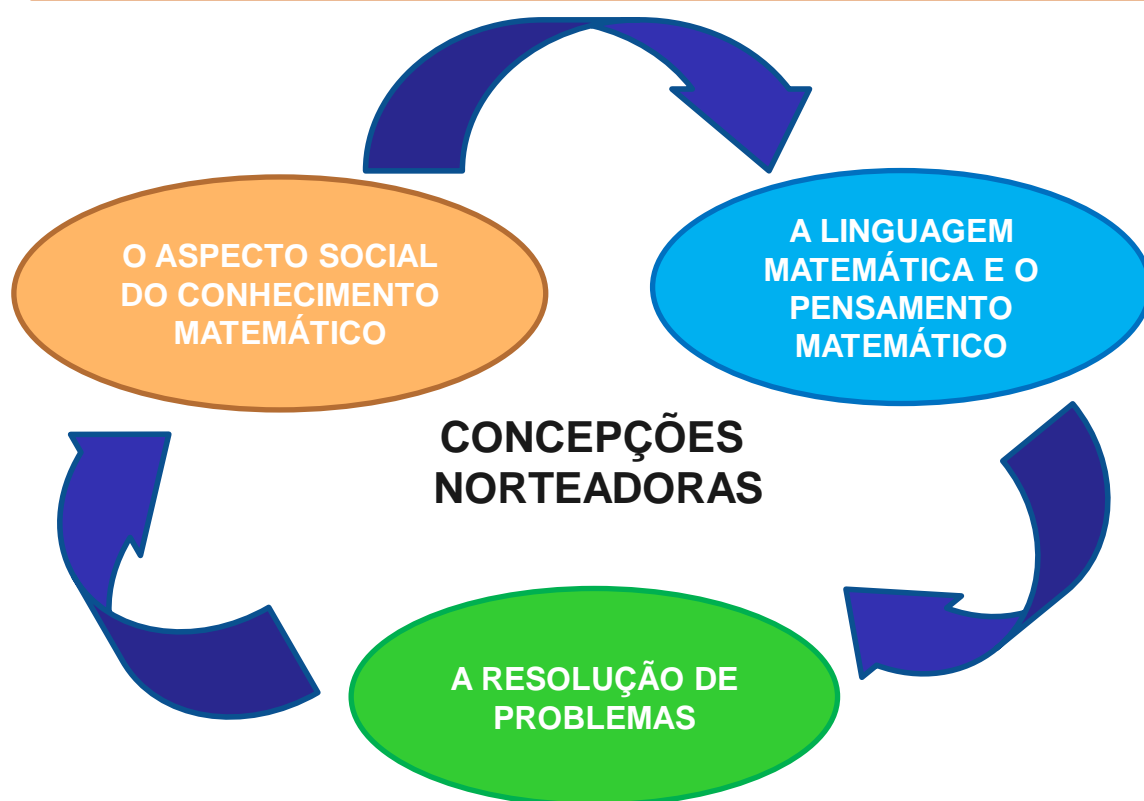 O ASPECTO SOCIAL
DO CONHECIMENTO
MATEMÁTICO
A LINGUAGEM
MATEMÁTICA E O
PENSAMENTO
MATEMÁTICO
CONCEPÇÕES
NORTEADORAS
A RESOLUÇÃO DE
PROBLEMAS